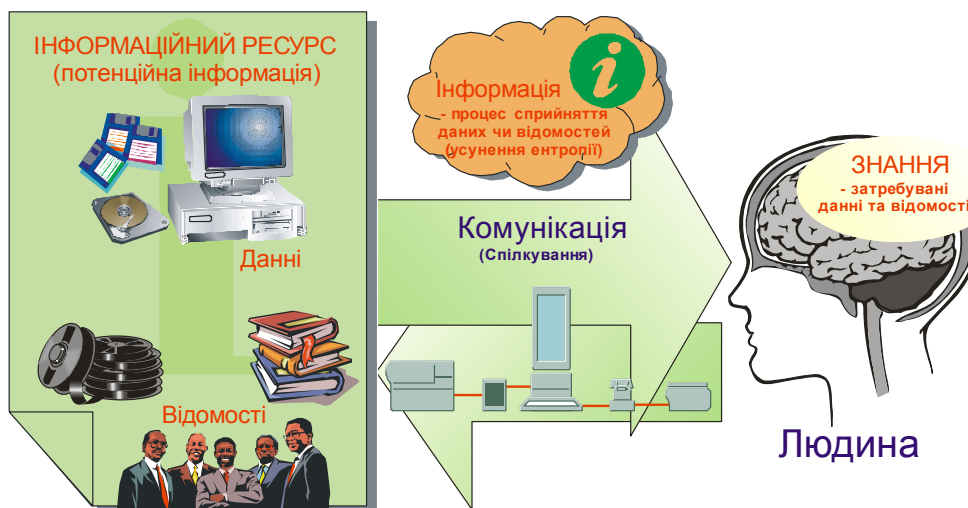 ІНФОРМАЦІЙНИЙ РЕСУРС
(потенційна інформація)
Данні
Відомості
Інформація
- процес сприйняття
даних чи відомостей
(усунення ентропії)
i
Комунікація
(Спілкування)
ЗНАННЯ
- затребувані
данні та відомості
Людина